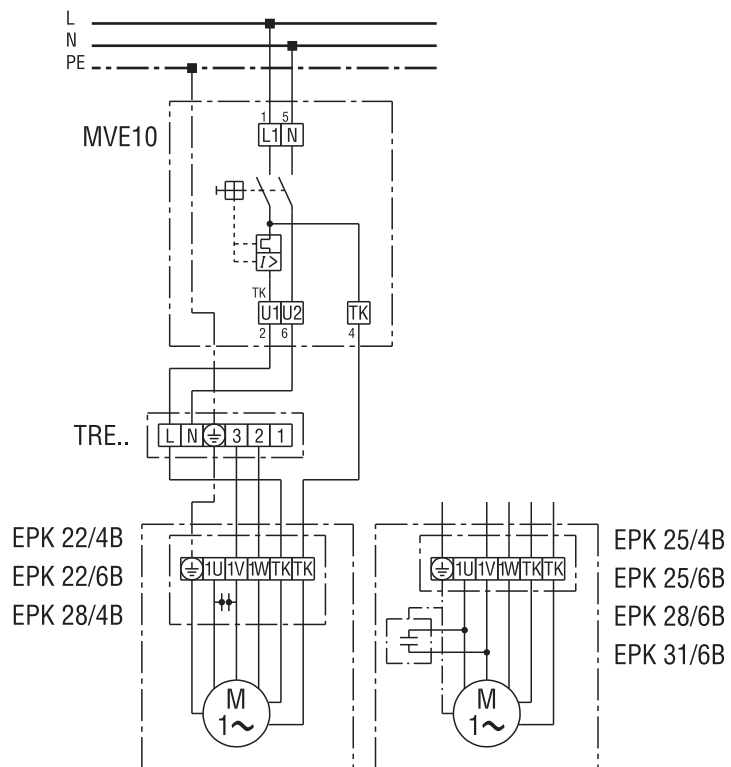 L
N
PE
MVE10
1 5
L1 N
I>
TK
U1 U2 TK
2 6 4
TRE..
L N 3 2 1
EPK 22/4B
EPK 22/6B
EPK 28/4B
1U 1V 1W TK TK
M
1~
EPK 25/4B
EPK 25/6B
EPK 28/6B
EPK 31/6B
1U 1V 1W TK TK
M
1~